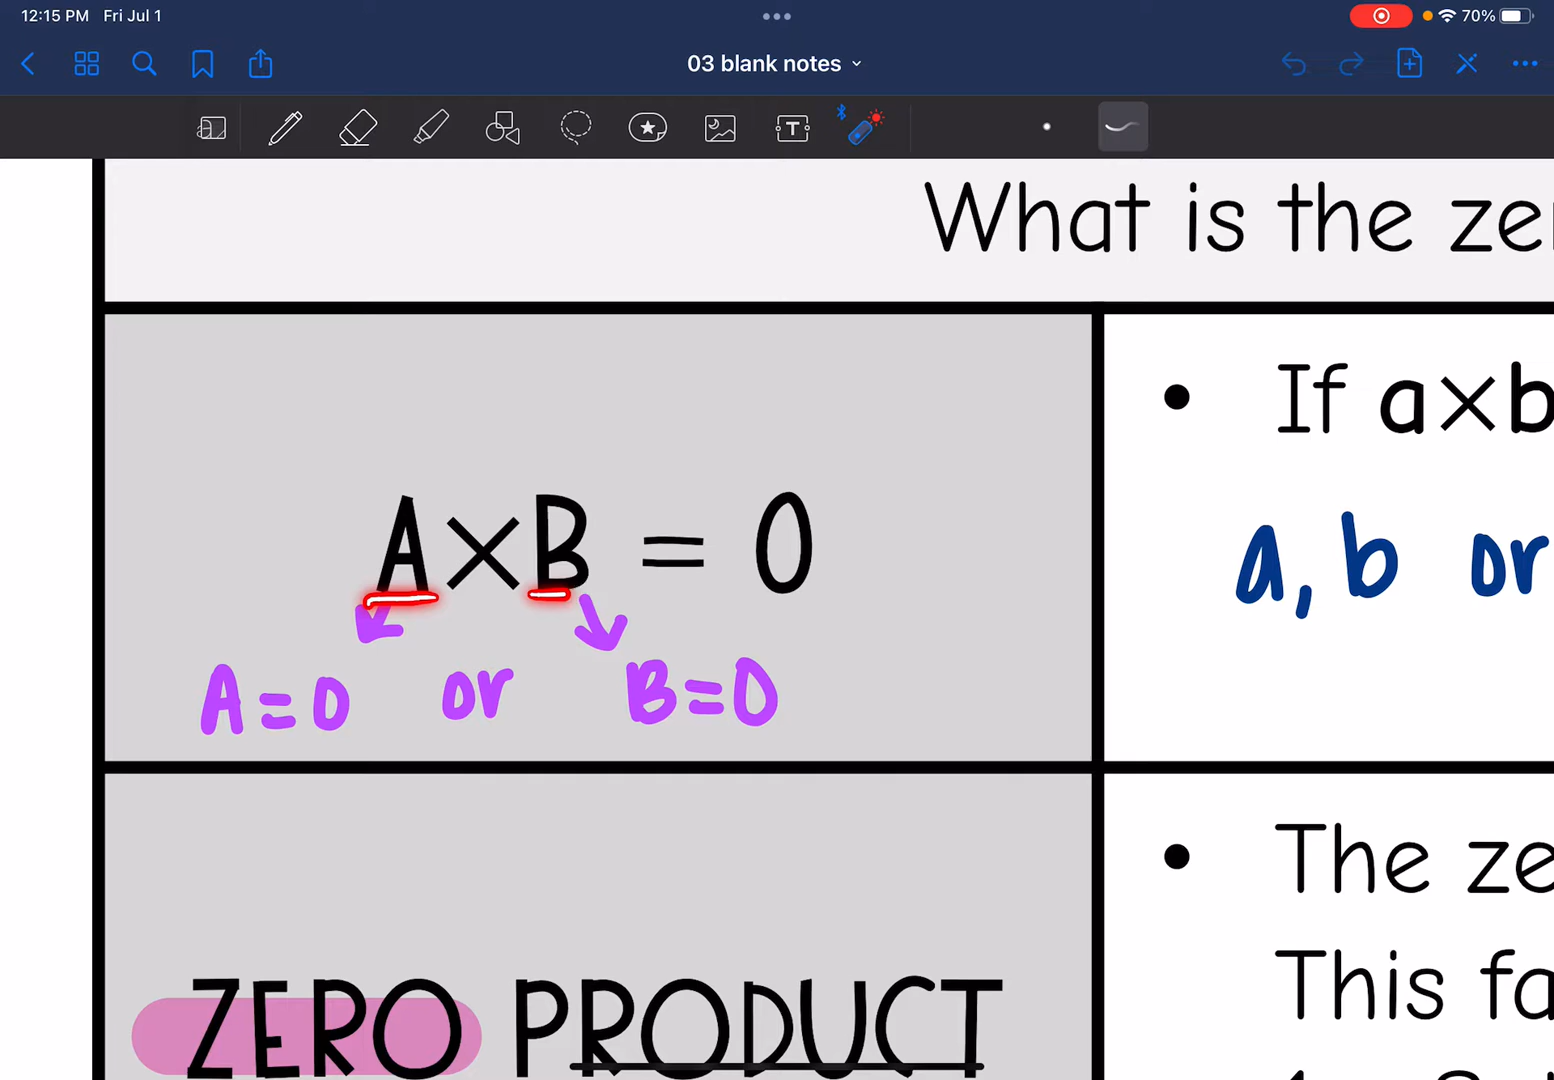 12:15 PM Fri Jul 1
70%
03 blank notes
What is the ze
A×B = 0
A=0 or B=0
If a×b
a, b or
ZERO PRODUCT
The ze
This fa